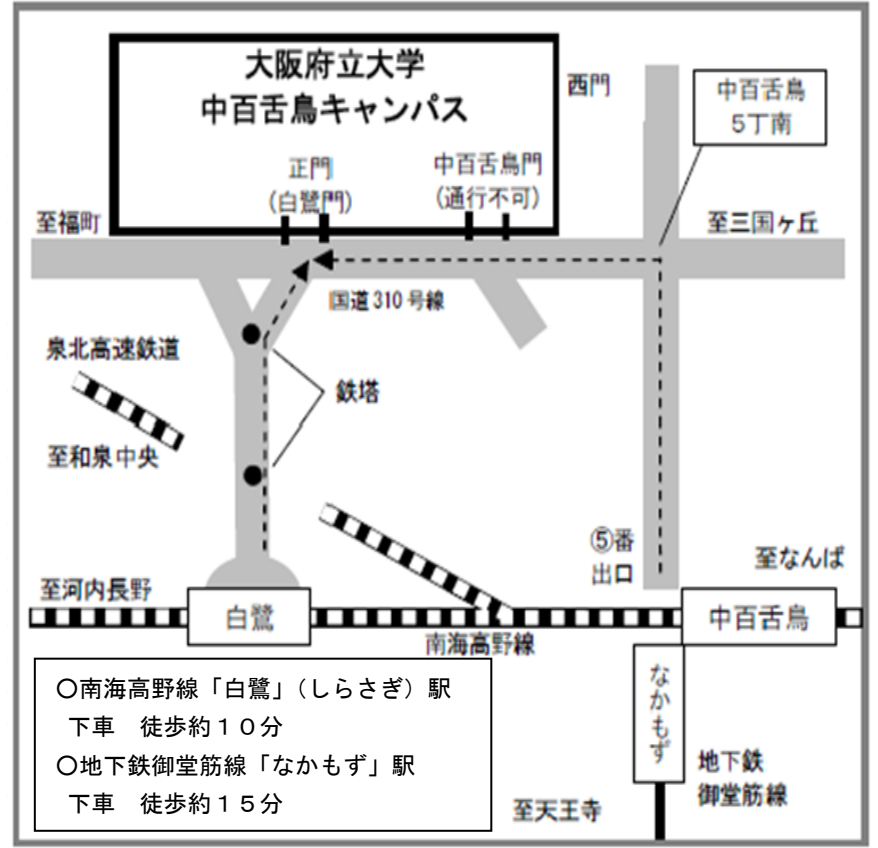 大阪府立大学
中百舌鳥キャンパス
西門
中百舌鳥
5丁南
正門
(白鷺門)
中百舌鳥門
(通行不可)
至福町
至三国ヶ丘
国道310号線
泉北高速鉄道
鉄塔
至和泉中央
⑤番
出口
至なんば
至河内長野
白鷺
中百舌鳥
南海高野線
なかもず
地下鉄
御堂筋線
至天王寺
〇南海高野線「白鷺」(しらさぎ)駅
下車 徒歩約10分
〇地下鉄御堂筋線「なかもず」駅
下車 徒歩約15分